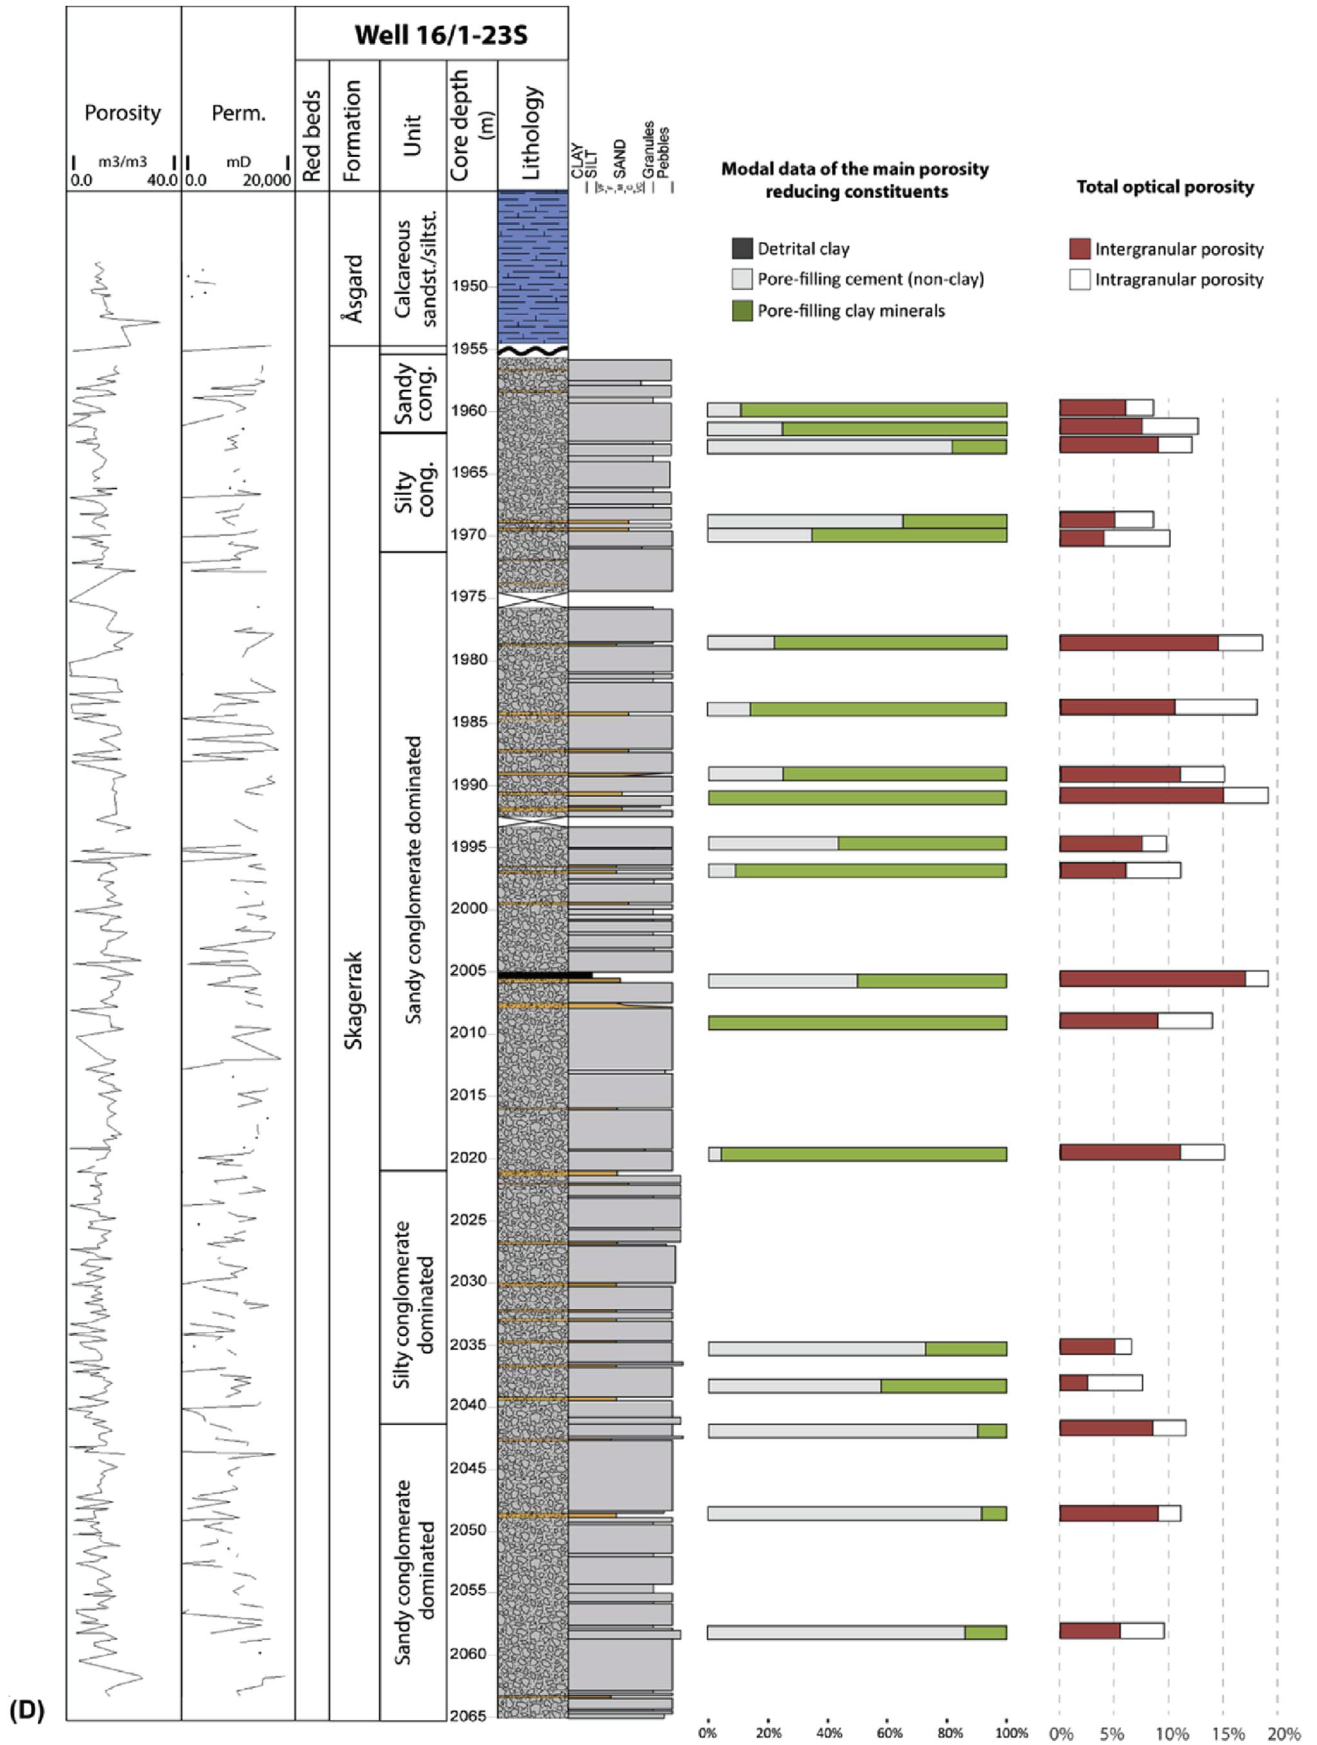 Well 16/1-23S
Porosity
m3/m3
0.0 40.0
Perm.
mD
0.0 20,000
Red beds
Formation
Unit
Core depth
(m)
Lithology
CLAY
SILT
SAND
Granules
Pebbles
Modal data of the main porosity
reducing constituents
Detrital clay
Pore-filling cement (non-clay)
Pore-filling clay minerals
Total optical porosity
Intergranular porosity
Intragranular porosity
Åsgard
Calcareous
sandst./siltst.
Skagerrak
Sandy
cong.
Silty
cong.
Sandy conglomerate dominated
Silty conglomerate
dominated
Sandy conglomerate
dominated
1950
1955
1960
1965
1970
1975
1980
1985
1990
1995
2000
2005
2010
2015
2020
2025
2030
2035
2040
2045
2050
2055
2060
2065
0% 20% 40% 60% 80% 100%
0% 5% 10% 15% 20%
(D)